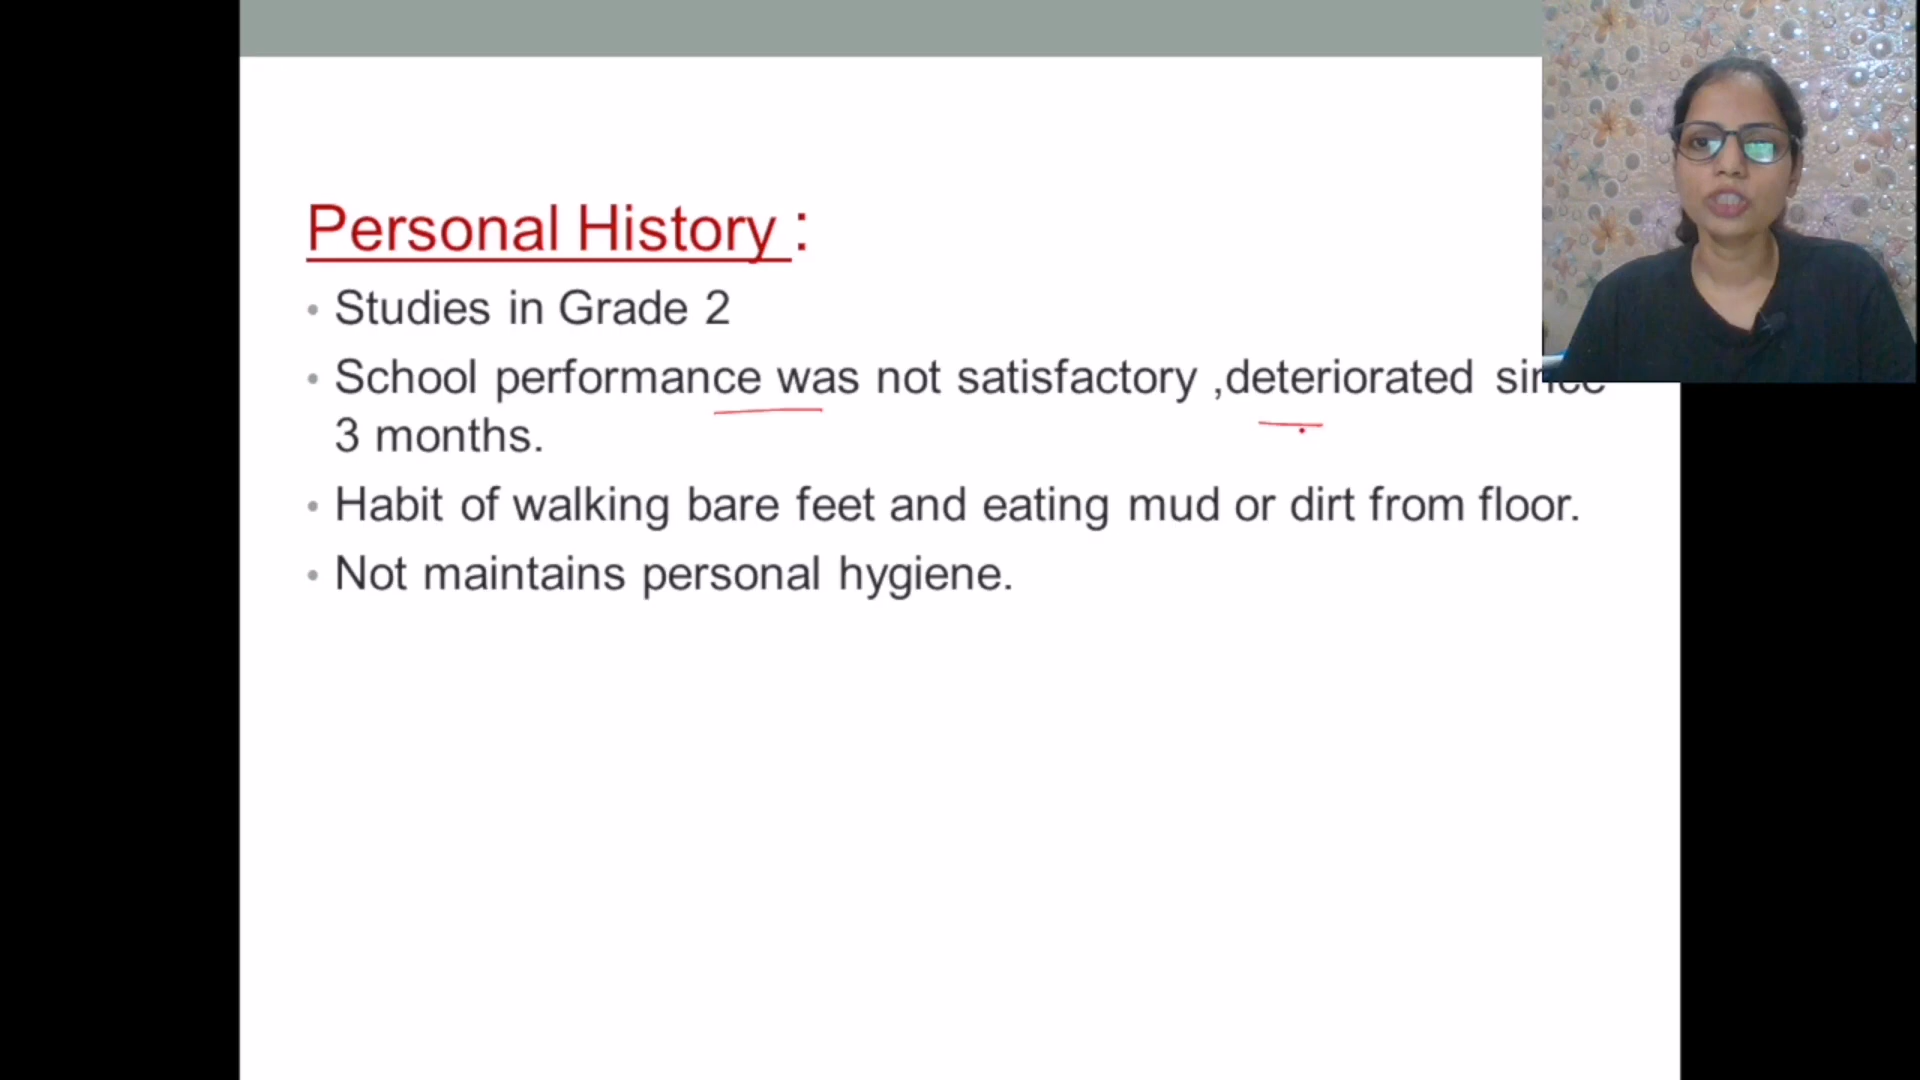 Personal History :
• Studies in Grade 2
• School performance was not satisfactory ,deteriorated since
3 months.
• Habit of walking bare feet and eating mud or dirt from floor.
• Not maintains personal hygiene.